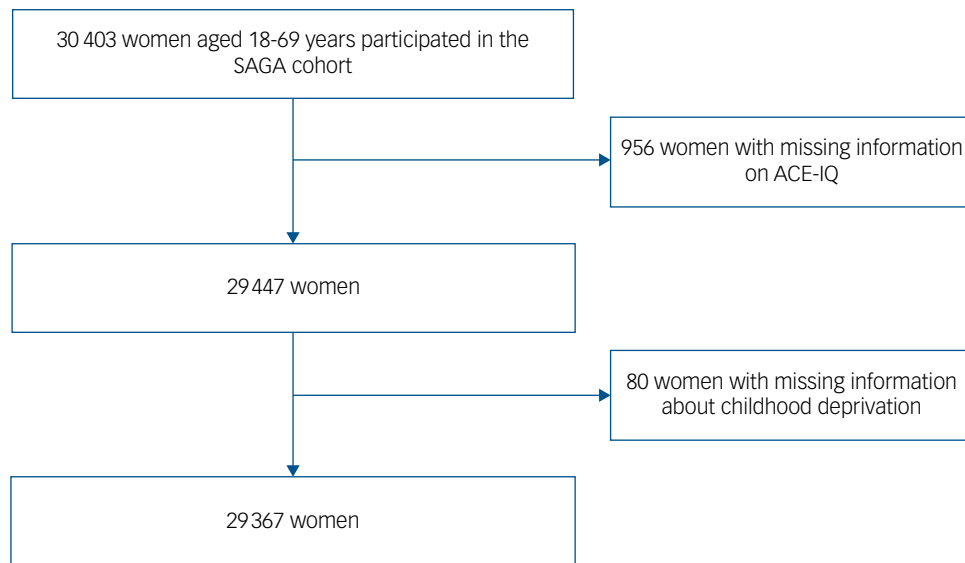 30 403 women aged 18-69 years participated in the
SAGA cohort
956 women with missing information
on ACE-IQ
29 447 women
80 women with missing information
about childhood deprivation
29 367 women